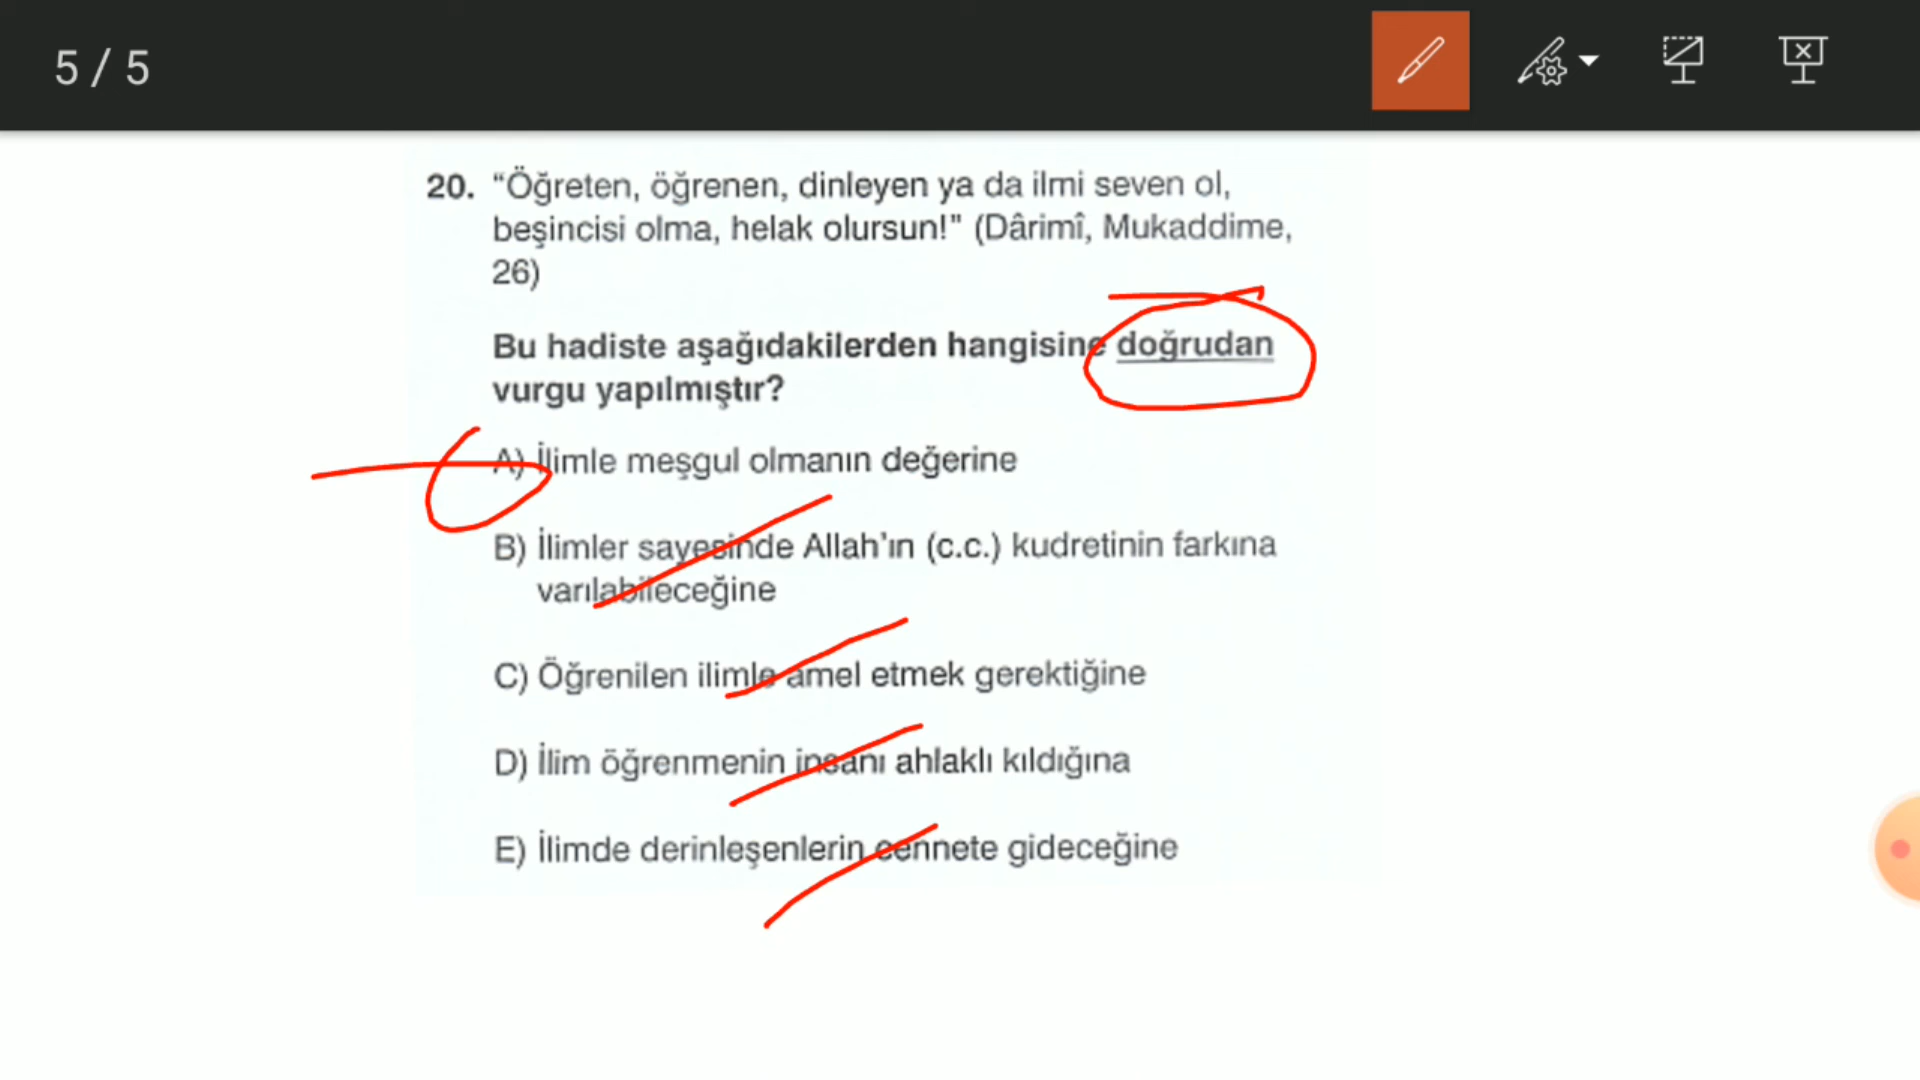 5 / 5
20. “Öğreten, öğrenen, dinleyen ya da ilmi seven ol,
beşincisi olma, helak olursun!” (Dârimî, Mukaddime,
26)
Bu hadiste aşağıdakilerden hangisine doğrudan
vurgu yapılmıştır?
A) İlimle meşgul olmanın değerine
B) İlimler sayesinde Allah’ın (c.c.) kudretinin farkına
varılabileceğine
C) Öğrenilen ilimle amel etmek gerektiğine
D) İlim öğrenmenin insanı ahlaklı kıldığına
E) İlimde derinleşenlerin cennete gideceğine